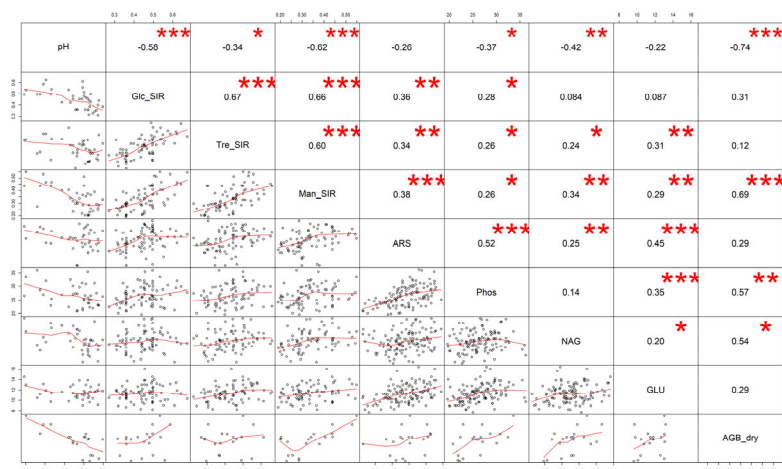 0.3 0.4 0.5 0.6 0.20 0.30 0.40 0.50 20 25 30 35 8 10 12 14 16
pH -0.58 *** -0.34 * -0.62 *** -0.26 -0.37 * -0.42 ** -0.22 -0.74 ***
Glc_SIR 0.67 *** 0.66 *** 0.36 ** 0.28 * 0.084 0.087 0.31
Tre_SIR 0.60 *** 0.34 ** 0.26 * 0.24 * 0.31 ** 0.12
Man_SIR 0.38 *** 0.26 * 0.34 ** 0.29 ** 0.69 ***
ARS 0.52 *** 0.25 ** 0.45 *** 0.29
Phos 0.14 0.35 *** 0.57 **
NAG 0.20 * 0.54 *
GLU 0.29
AGB_dry